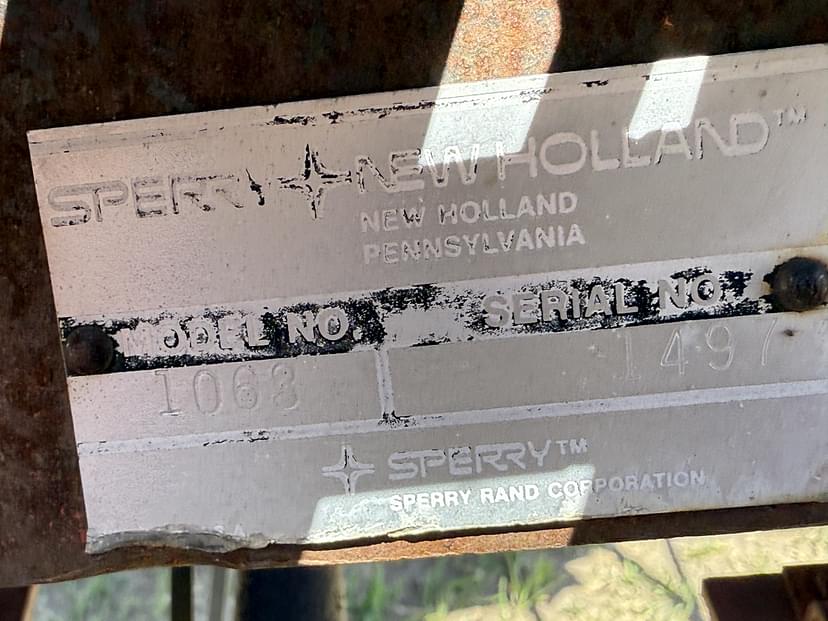 SPERRY NEW HOLLAND™
NEW HOLLAND
PENNSYLVANIA
MODEL NO. SERIAL NO.
1068 1497
SPERRY™
SPERRY RAND CORPORATION